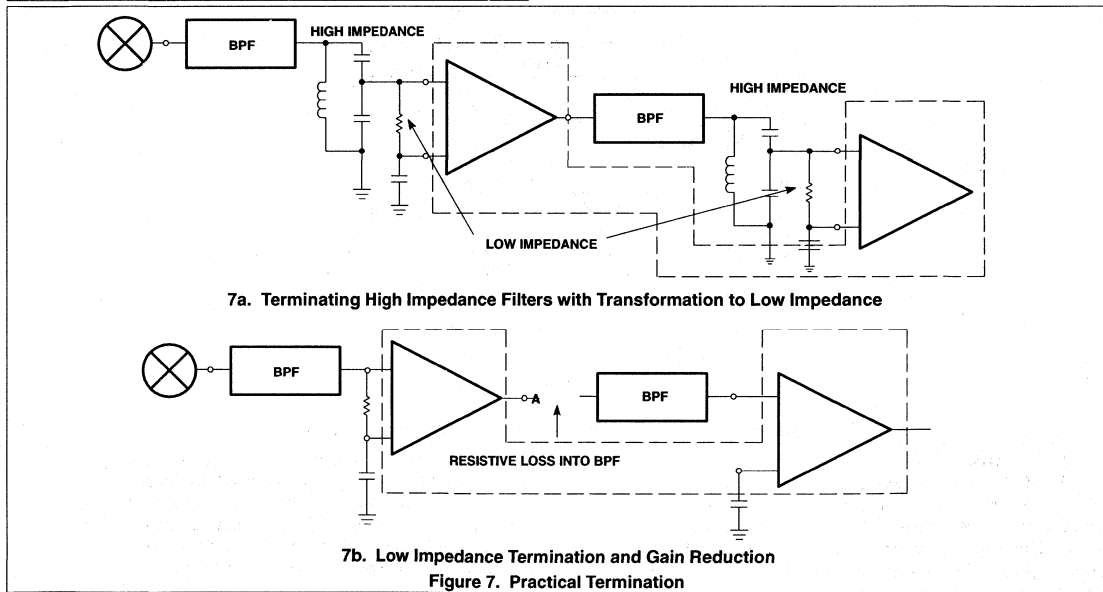 HIGH IMPEDANCE
BPF
BPF
HIGH IMPEDANCE
LOW IMPEDANCE
7a. Terminating High Impedance Filters with Transformation to Low Impedance
BPF
A
BPF
RESISTIVE LOSS INTO BPF
7b. Low Impedance Termination and Gain Reduction
Figure 7. Practical Termination